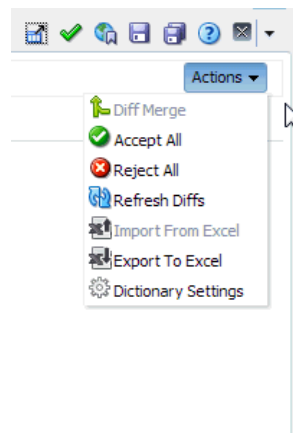 Actions
Diff Merge
Accept All
Reject All
Refresh Diffs
Import From Excel
Export To Excel
Dictionary Settings